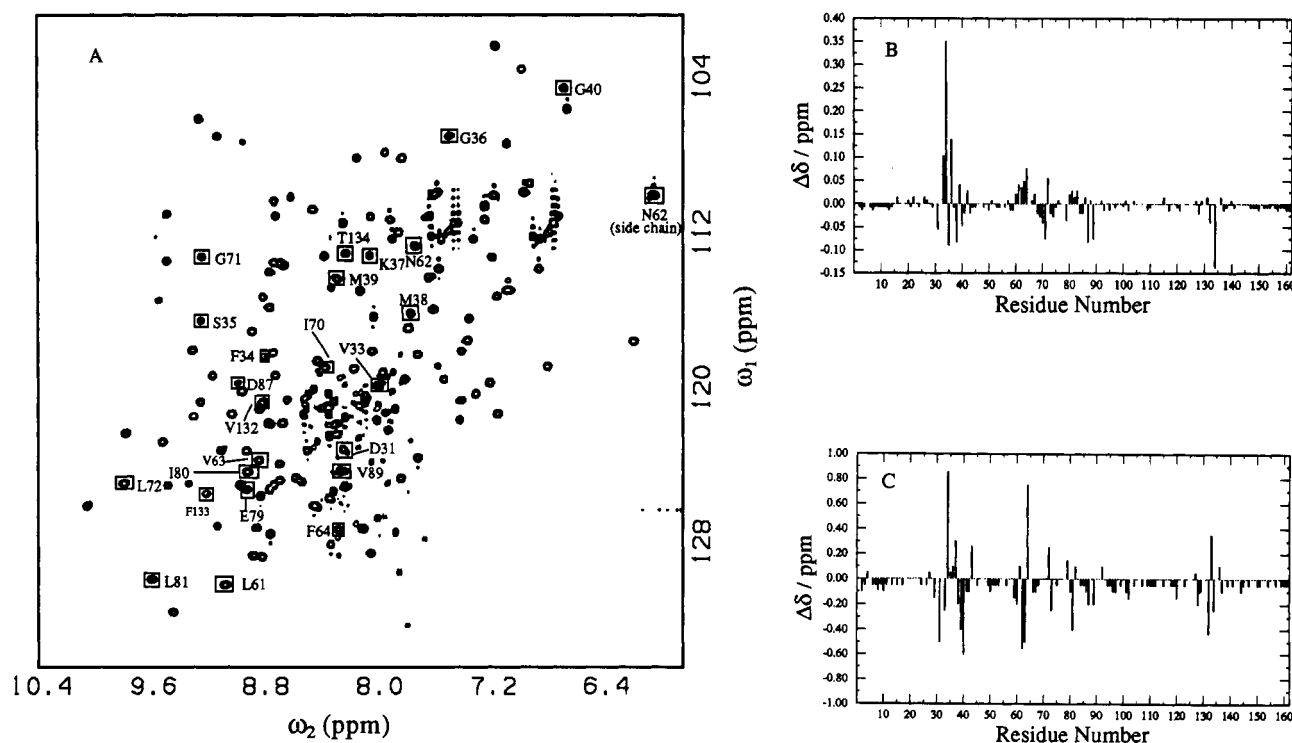 A
104
G40
G36
N62
(side chain)
112
T134
K37
N62
G71
M39
M38
S35
I70
F34
V33
D87
120
V132
V63
D31
I80
V89
L72
F133
E79
F64
128
L81
L61
10.4 9.6 8.8 8.0 7.2 6.4
ω2 (ppm)
ω1 (ppm)
B
0.40
0.35
0.30
0.25
0.20
0.15
0.10
0.05
0.00
-0.05
-0.10
-0.15
Δδ / ppm
10 20 30 40 50 60 70 80 90 100 110 120 130 140 150 160
Residue Number
C
1.00
0.80
0.60
0.40
0.20
0.00
-0.20
-0.40
-0.60
-0.80
-1.00
Δδ / ppm
10 20 30 40 50 60 70 80 90 100 110 120 130 140 150 160
Residue Number